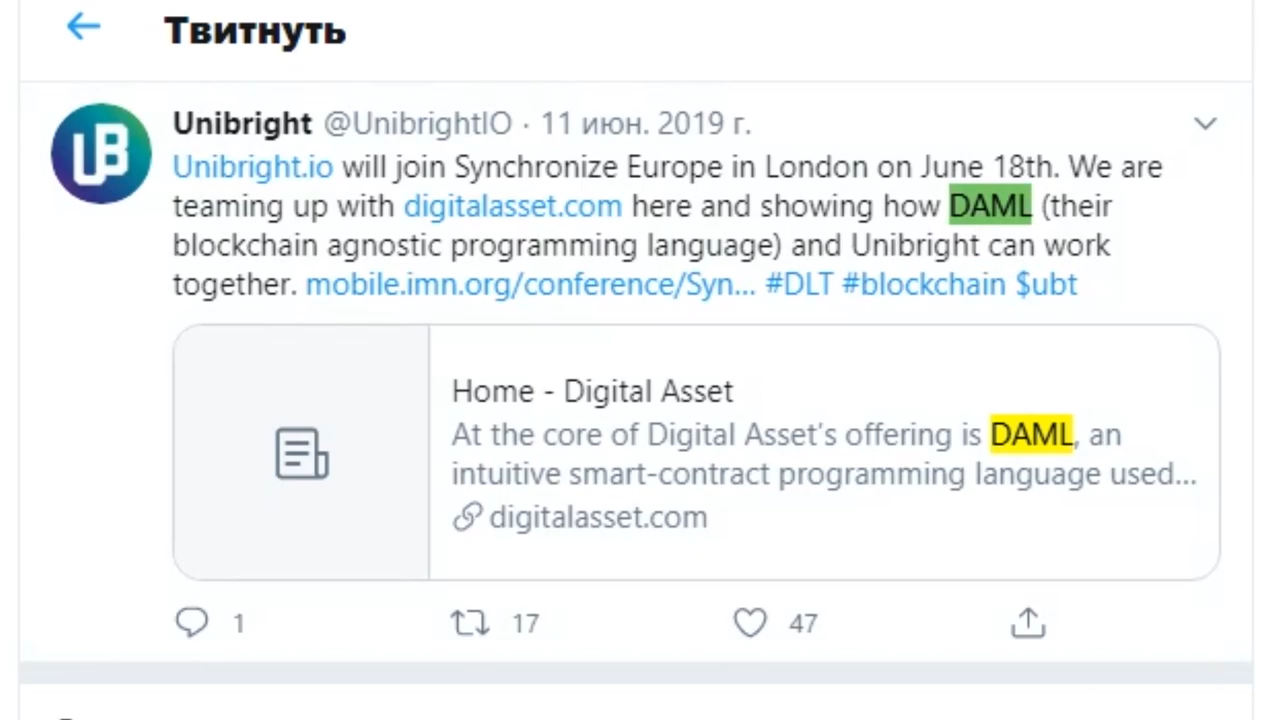 Твитнуть
UB
Unibright @UnibrightIO · 11 июн. 2019 г.
Unibright.io will join Synchronize Europe in London on June 18th. We are
teaming up with digitalasset.com here and showing how DAML (their
blockchain agnostic programming language) and Unibright can work
together. mobile.imn.org/conference/Syn... #DLT #blockchain $ubt
Home - Digital Asset
At the core of Digital Asset's offering is DAML, an
intuitive smart-contract programming language used...
digitalasset.com
1 17 47